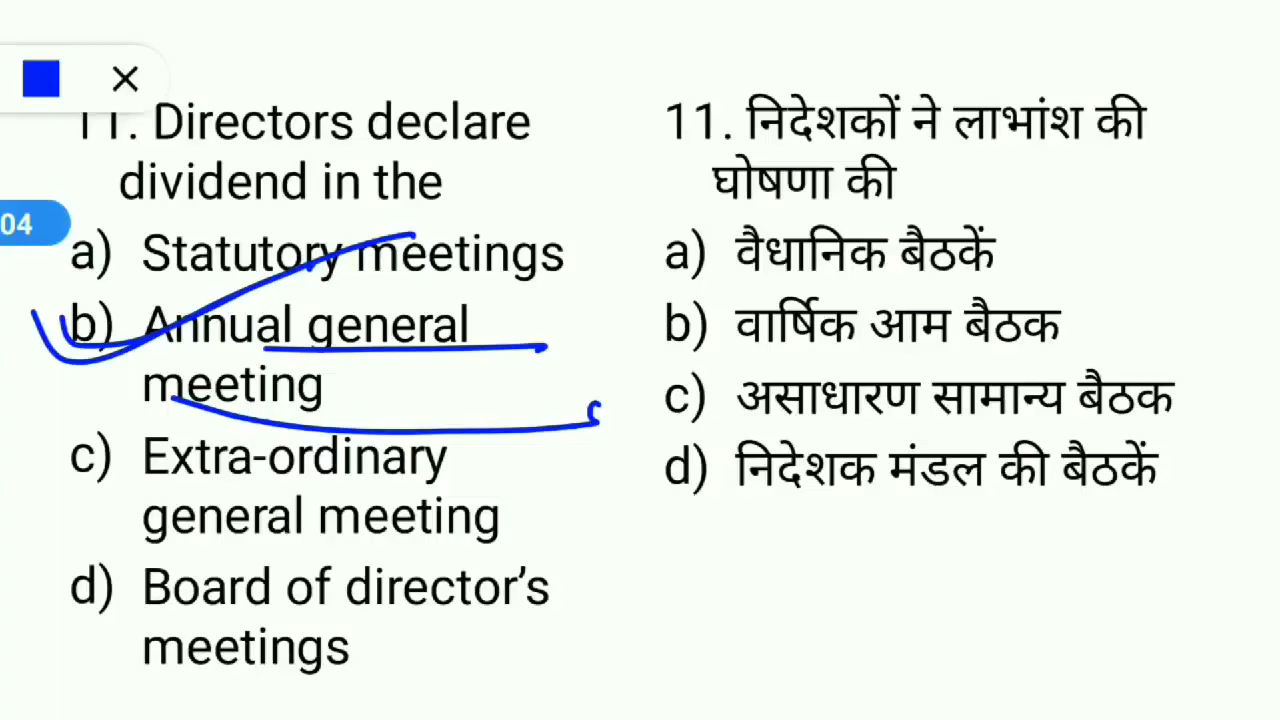 11. Directors declare
dividend in the
04
a) Statutory meetings
b) Annual general
meeting
c) Extra-ordinary
general meeting
d) Board of director’s
meetings
11. निदेशकों ने लाभांश की
घोषणा की
a) वैधानिक बैठकें
b) वार्षिक आम बैठक
c) असाधारण सामान्य बैठक
d) निदेशक मंडल की बैठकें